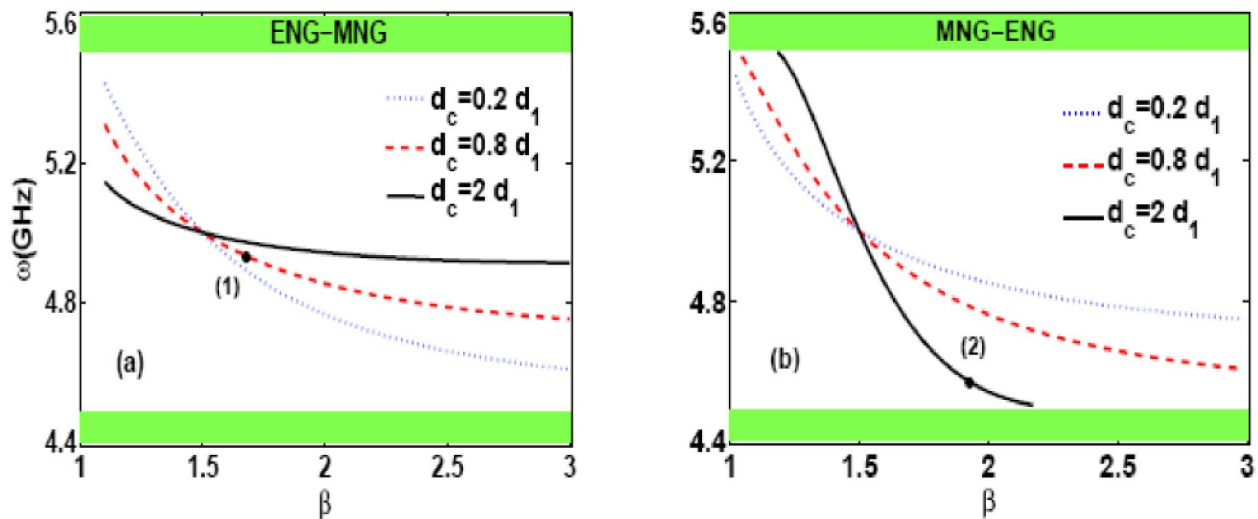 5.6
ENG–MNG
d_c=0.2 d_1
d_c=0.8 d_1
d_c=2 d_1
5.2
ω(GHz)
(1)
4.8
(a)
4.4
1
1.5
2
2.5
3
β
5.6
MNG–ENG
d_c=0.2 d_1
d_c=0.8 d_1
d_c=2 d_1
5.2
4.8
(2)
(b)
4.4
1
1.5
2
2.5
3
β